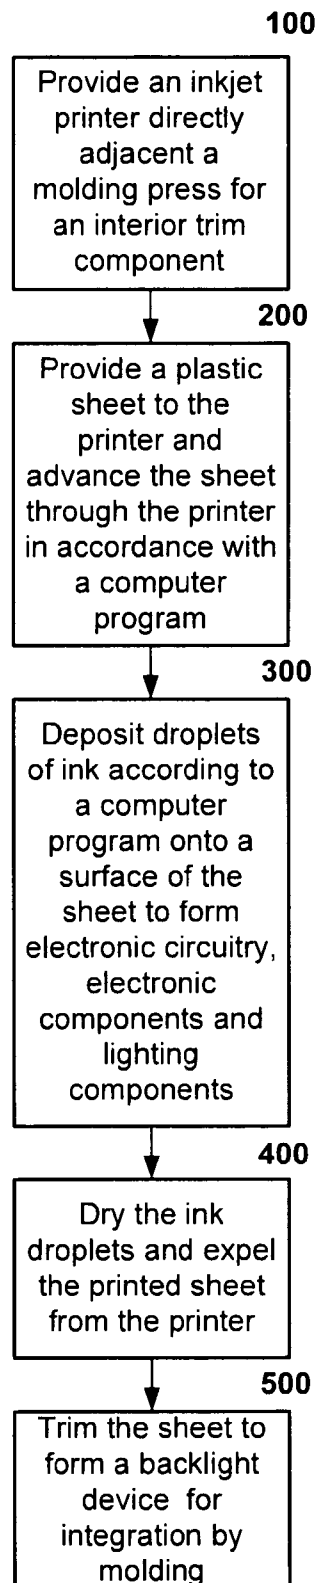 100
Provide an inkjet
printer directly
adjacent a
molding press for
an interior trim
component
200
Provide a plastic
sheet to the
printer and
advance the sheet
through the printer
in accordance with
a computer
program
300
Deposit droplets
of ink according to
a computer
program onto a
surface of the
sheet to form
electronic circuitry,
electronic
components and
lighting
components
400
Dry the ink
droplets and expel
the printed sheet
from the printer
500
Trim the sheet to
form a backlight
device for
integration by
molding